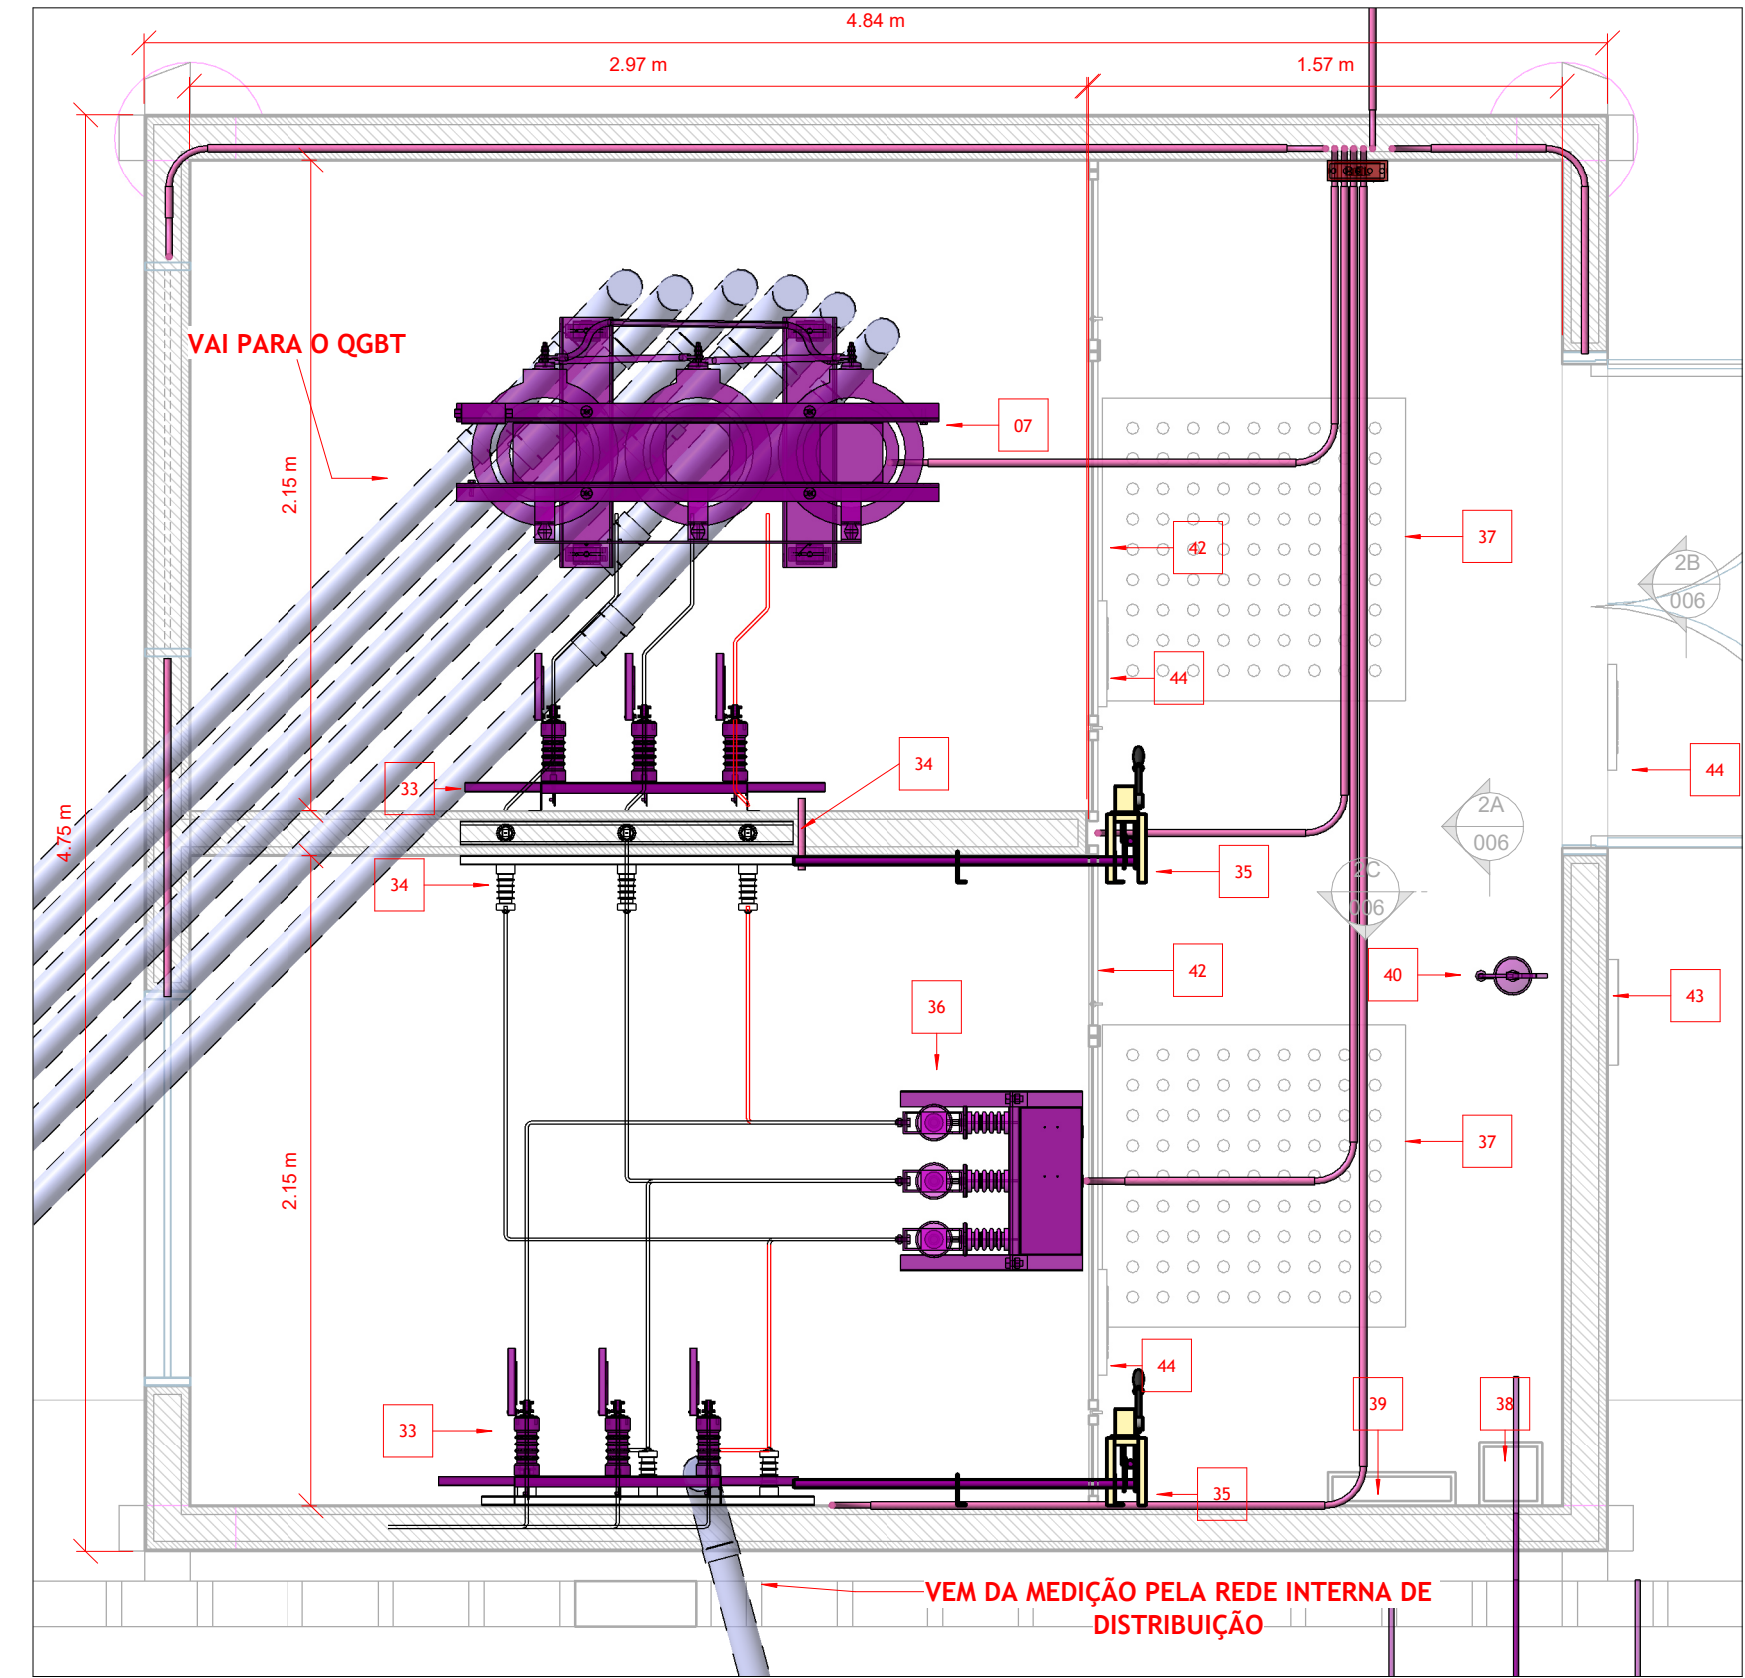 4.84 m
2.97 m
1.57 m
VAI PARA O QGBT
07
2.15 m
42
37
2B
006
44
44
34
33
2A
006
4.75 m
34
35
2C
006
42
40
43
36
37
2.15 m
44
33
39
38
35
VEM DA MEDIÇÃO PELA REDE INTERNA DE
DISTRIBUIÇÃO